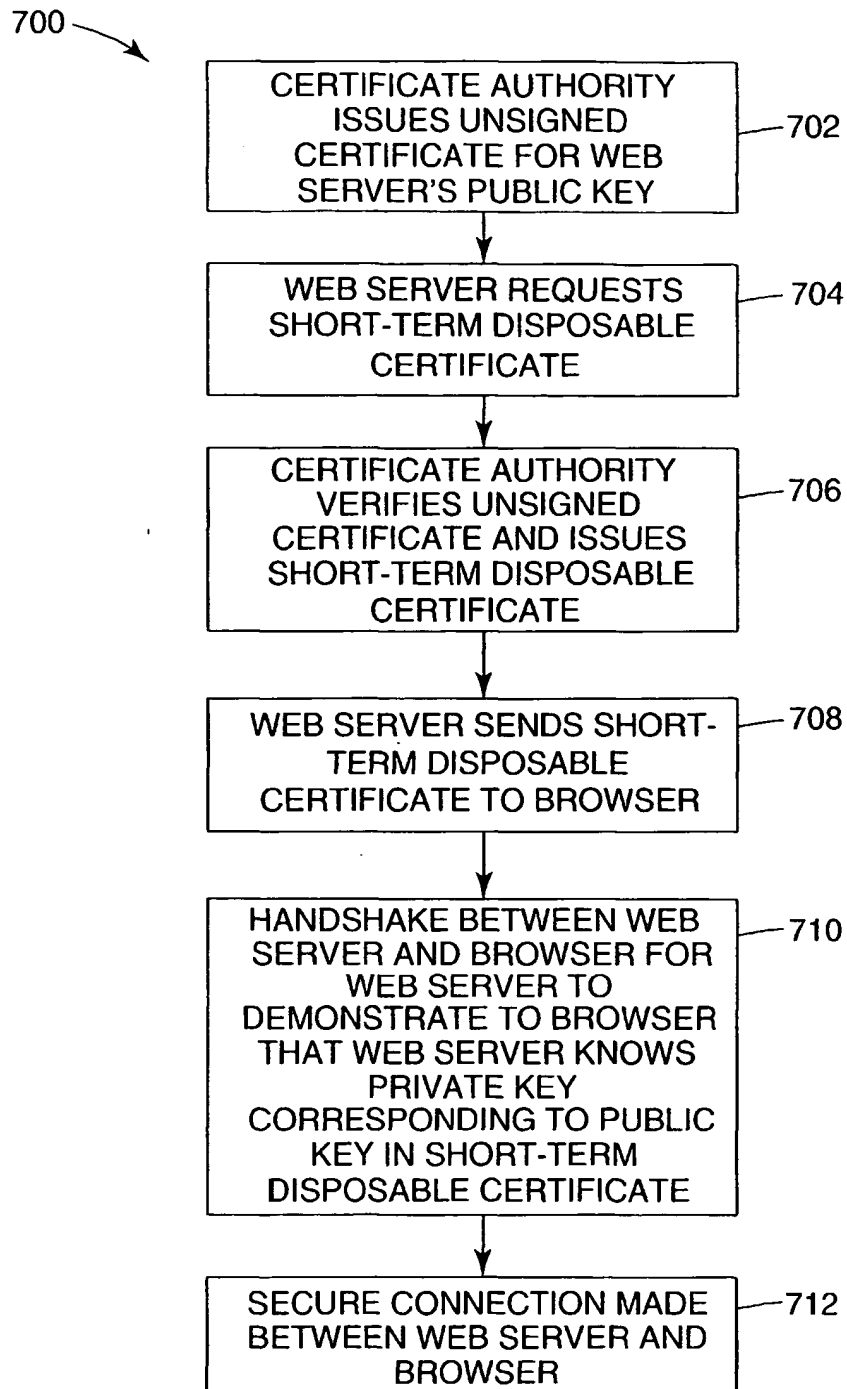 700
CERTIFICATE AUTHORITY
ISSUES UNSIGNED
CERTIFICATE FOR WEB
SERVER'S PUBLIC KEY
702
WEB SERVER REQUESTS
SHORT-TERM DISPOSABLE
CERTIFICATE
704
CERTIFICATE AUTHORITY
VERIFIES UNSIGNED
CERTIFICATE AND ISSUES
SHORT-TERM DISPOSABLE
CERTIFICATE
706
WEB SERVER SENDS SHORT-
TERM DISPOSABLE
CERTIFICATE TO BROWSER
708
HANDSHAKE BETWEEN WEB
SERVER AND BROWSER FOR
WEB SERVER TO
DEMONSTRATE TO BROWSER
THAT WEB SERVER KNOWS
PRIVATE KEY
CORRESPONDING TO PUBLIC
KEY IN SHORT-TERM
DISPOSABLE CERTIFICATE
710
SECURE CONNECTION MADE
BETWEEN WEB SERVER AND
BROWSER
712